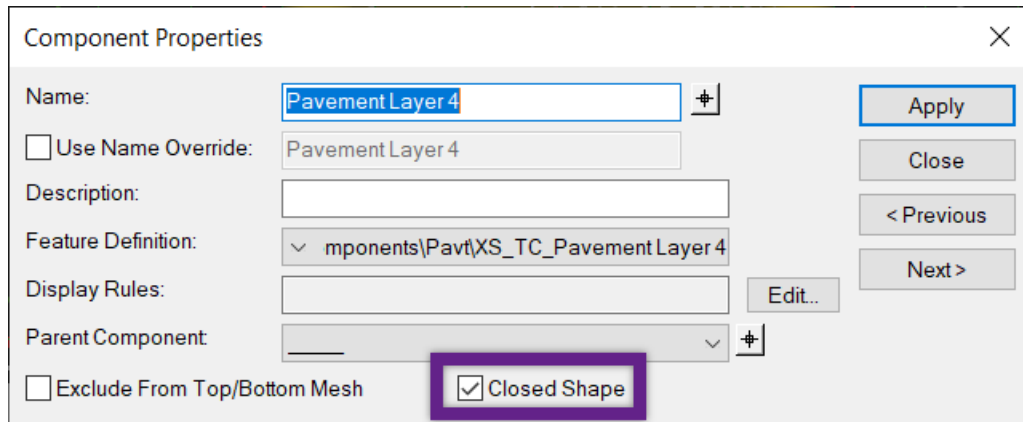 Component Properties
Name:
Pavement Layer 4
Apply
Use Name Override:
Pavement Layer 4
Close
Description:
< Previous
Feature Definition:
mponents\Pavt\XS_TC_Pavement Layer 4
Next >
Display Rules:
Edit...
Parent Component:
Exclude From Top/Bottom Mesh
Closed Shape